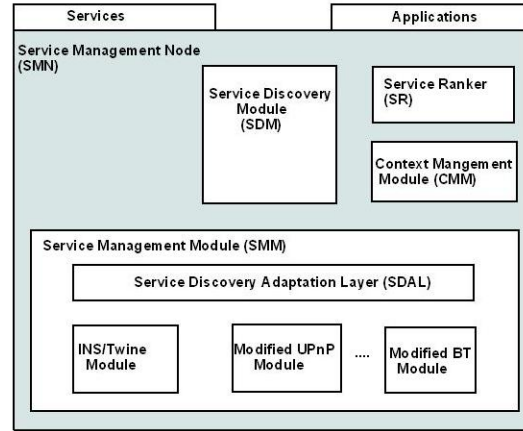 Services
Applications
Service Management Node
(SMN)
Service Discovery
Module
(SDM)
Service Ranker
(SR)
Context Mangement
Module (CMM)
Service Management Module (SMM)
Service Discovery Adaptation Layer (SDAL)
INS/Twine
Module
Modified UPnP
Module
....
Modified BT
Module